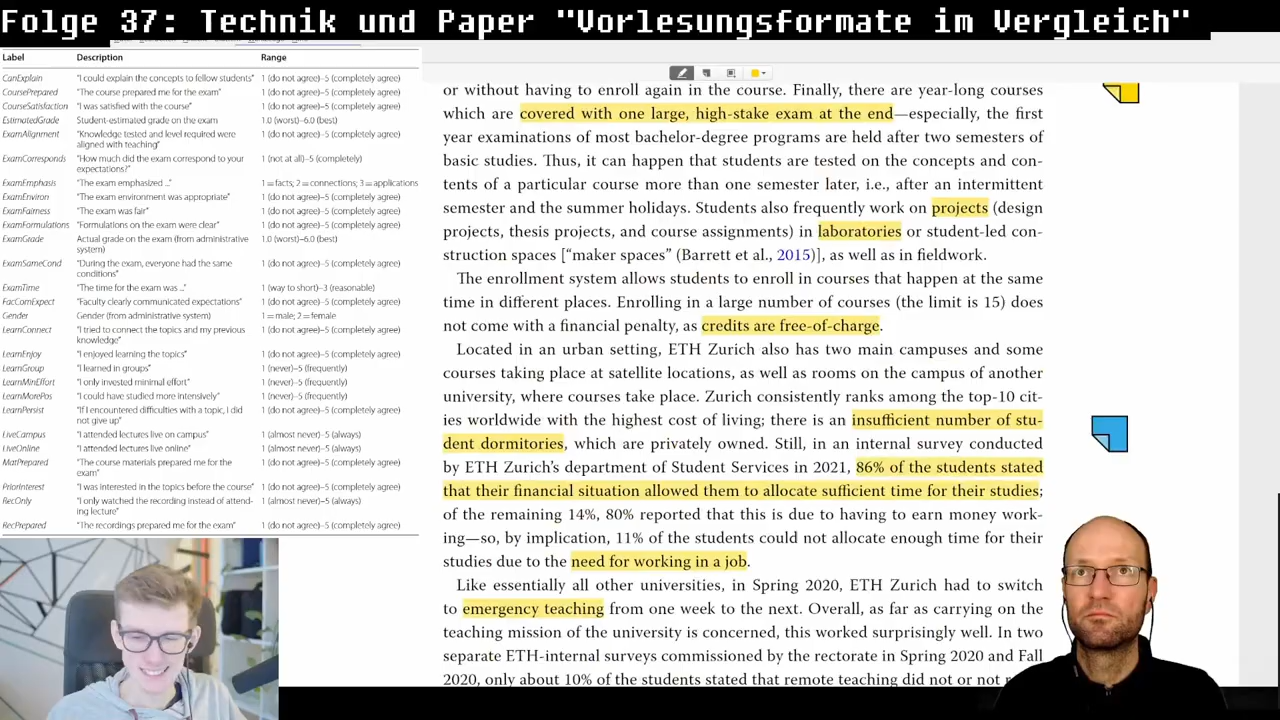 Folge 37: Technik und Paper "Vorlesungsformate im Vergleich"
Label Description Range
CanExplain "I could explain the concepts to fellow students" 1 (do not agree)–5 (completely agree)
CoursePrepared "The course prepared me for the exam" 1 (do not agree)–5 (completely agree)
CourseSatisfaction "I was satisfied with the course" 1 (do not agree)–5 (completely agree)
EstimatedGrade Student-estimated grade on the exam 1.0 (worst)–6.0 (best)
ExamAlignment "Knowledge tested and level required were 1 (do not agree)–5 (completely agree)
aligned with teaching"
ExamCorresponds "How much did the exam correspond to your 1 (not at all)–5 (completely)
expectations?"
ExamEmphasis "The exam emphasized ..." 1 = facts; 2 = connections; 3 = applications
ExamEnviron "The exam environment was appropriate" 1 (do not agree)–5 (completely agree)
ExamFairness "The exam was fair" 1 (do not agree)–5 (completely agree)
ExamFormulations "Formulations on the exam were clear" 1 (do not agree)–5 (completely agree)
ExamGrade Actual grade on the exam (from administrative 1.0 (worst)–6.0 (best)
system)
ExamSameCond "During the exam, everyone had the same 1 (do not agree)–5 (completely agree)
conditions"
ExamTime "The time for the exam was ..." 1 (way to short)–3 (reasonable)
FacComExpect "Faculty clearly communicated expectations" 1 (do not agree)–5 (completely agree)
Gender Gender (from administrative system) 1 = male; 2 = female
LearnConnect "I tried to connect the topics and my previous 1 (do not agree)–5 (completely agree)
knowledge"
LearnEnjoy "I enjoyed learning the topics" 1 (do not agree)–5 (completely agree)
LearnGroup "I learned in groups" 1 (never)–5 (frequently)
LearnMinEffort "I only invested minimal effort" 1 (do not agree)–5 (completely agree)
LearnMorePos "I could have studied more intensively" 1 (never)–5 (frequently)
LearnPersist "If I encountered difficulties with a topic, I did 1 (do not agree)–5 (completely agree)
not give up"
LiveCampus "I attended lectures live on campus" 1 (almost never)–5 (always)
LiveOnline "I attended lectures live online" 1 (almost never)–5 (always)
MatPrepared "The course materials prepared me for the 1 (do not agree)–5 (completely agree)
exam"
PriorInterest "I was interested in the topics before the course" 1 (do not agree)–5 (completely agree)
RecOnly "I only watched the recording instead of attend- 1 (almost never)–5 (always)
ing lecture"
RecPrepared "The recordings prepared me for the exam" 1 (do not agree)–5 (completely agree)
or without having to enroll again in the course. Finally, there are year-long courses
which are covered with one large, high-stake exam at the end—especially, the first
year examinations of most bachelor-degree programs are held after two semesters of
basic studies. Thus, it can happen that students are tested on the concepts and con-
tents of a particular course more than one semester later, i.e., after an intermittent
semester and the summer holidays. Students also frequently work on projects (design
projects, thesis projects, and course assignments) in laboratories or student-led con-
struction spaces ["maker spaces" (Barrett et al., 2015)], as well as in fieldwork.
The enrollment system allows students to enroll in courses that happen at the same
time in different places. Enrolling in a large number of courses (the limit is 15) does
not come with a financial penalty, as credits are free-of-charge.
Located in an urban setting, ETH Zurich also has two main campuses and some
courses taking place at satellite locations, as well as rooms on the campus of another
university, where courses take place. Zurich consistently ranks among the top-10 cit-
ies worldwide with the highest cost of living; there is an insufficient number of stu-
dent dormitories, which are privately owned. Still, in an internal survey conducted
by ETH Zurich's department of Student Services in 2021, 86% of the students stated
that their financial situation allowed them to allocate sufficient time for their studies;
of the remaining 14%, 80% reported that this is due to having to earn money work-
ing—so, by implication, 11% of the students could not allocate enough time for their
studies due to the need for working in a job.
Like essentially all other universities, in Spring 2020, ETH Zurich had to switch
to emergency teaching from one week to the next. Overall, as far as carrying on the
teaching mission of the university is concerned, this worked surprisingly well. In two
separate ETH-internal surveys commissioned by the rectorate in Spring 2020 and Fall
2020, only about 10% of the students stated that remote teaching did not or not